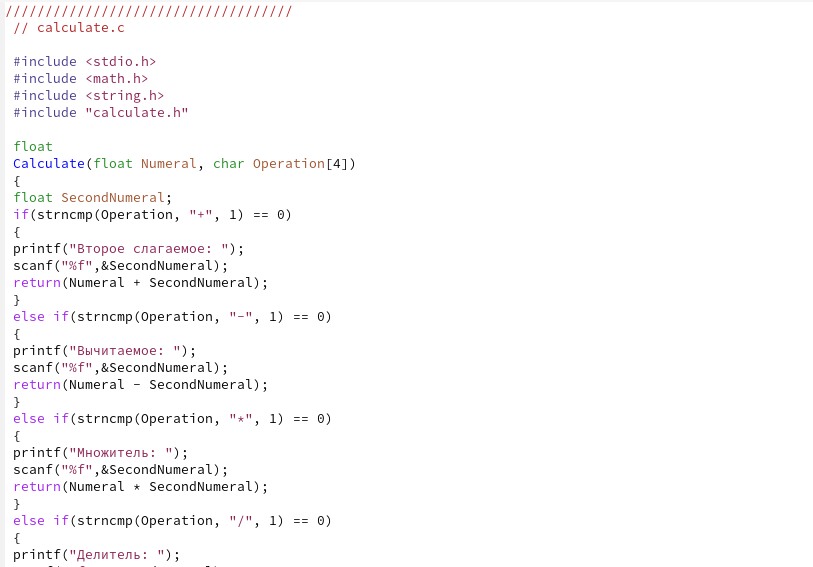 ////////////////////////////////////
// calculate.c
#include <stdio.h>
#include <math.h>
#include <string.h>
#include "calculate.h"
float
Calculate(float Numeral, char Operation[4])
{
float SecondNumeral;
if(strncmp(Operation, "+", 1) == 0)
{
printf("Второе слагаемое: ");
scanf("%f",&SecondNumeral);
return(Numeral + SecondNumeral);
}
else if(strncmp(Operation, "-", 1) == 0)
{
printf("Вычитаемое: ");
scanf("%f",&SecondNumeral);
return(Numeral - SecondNumeral);
}
else if(strncmp(Operation, "*", 1) == 0)
{
printf("Множитель: ");
scanf("%f",&SecondNumeral);
return(Numeral * SecondNumeral);
}
else if(strncmp(Operation, "/", 1) == 0)
{
printf("Делитель: ");